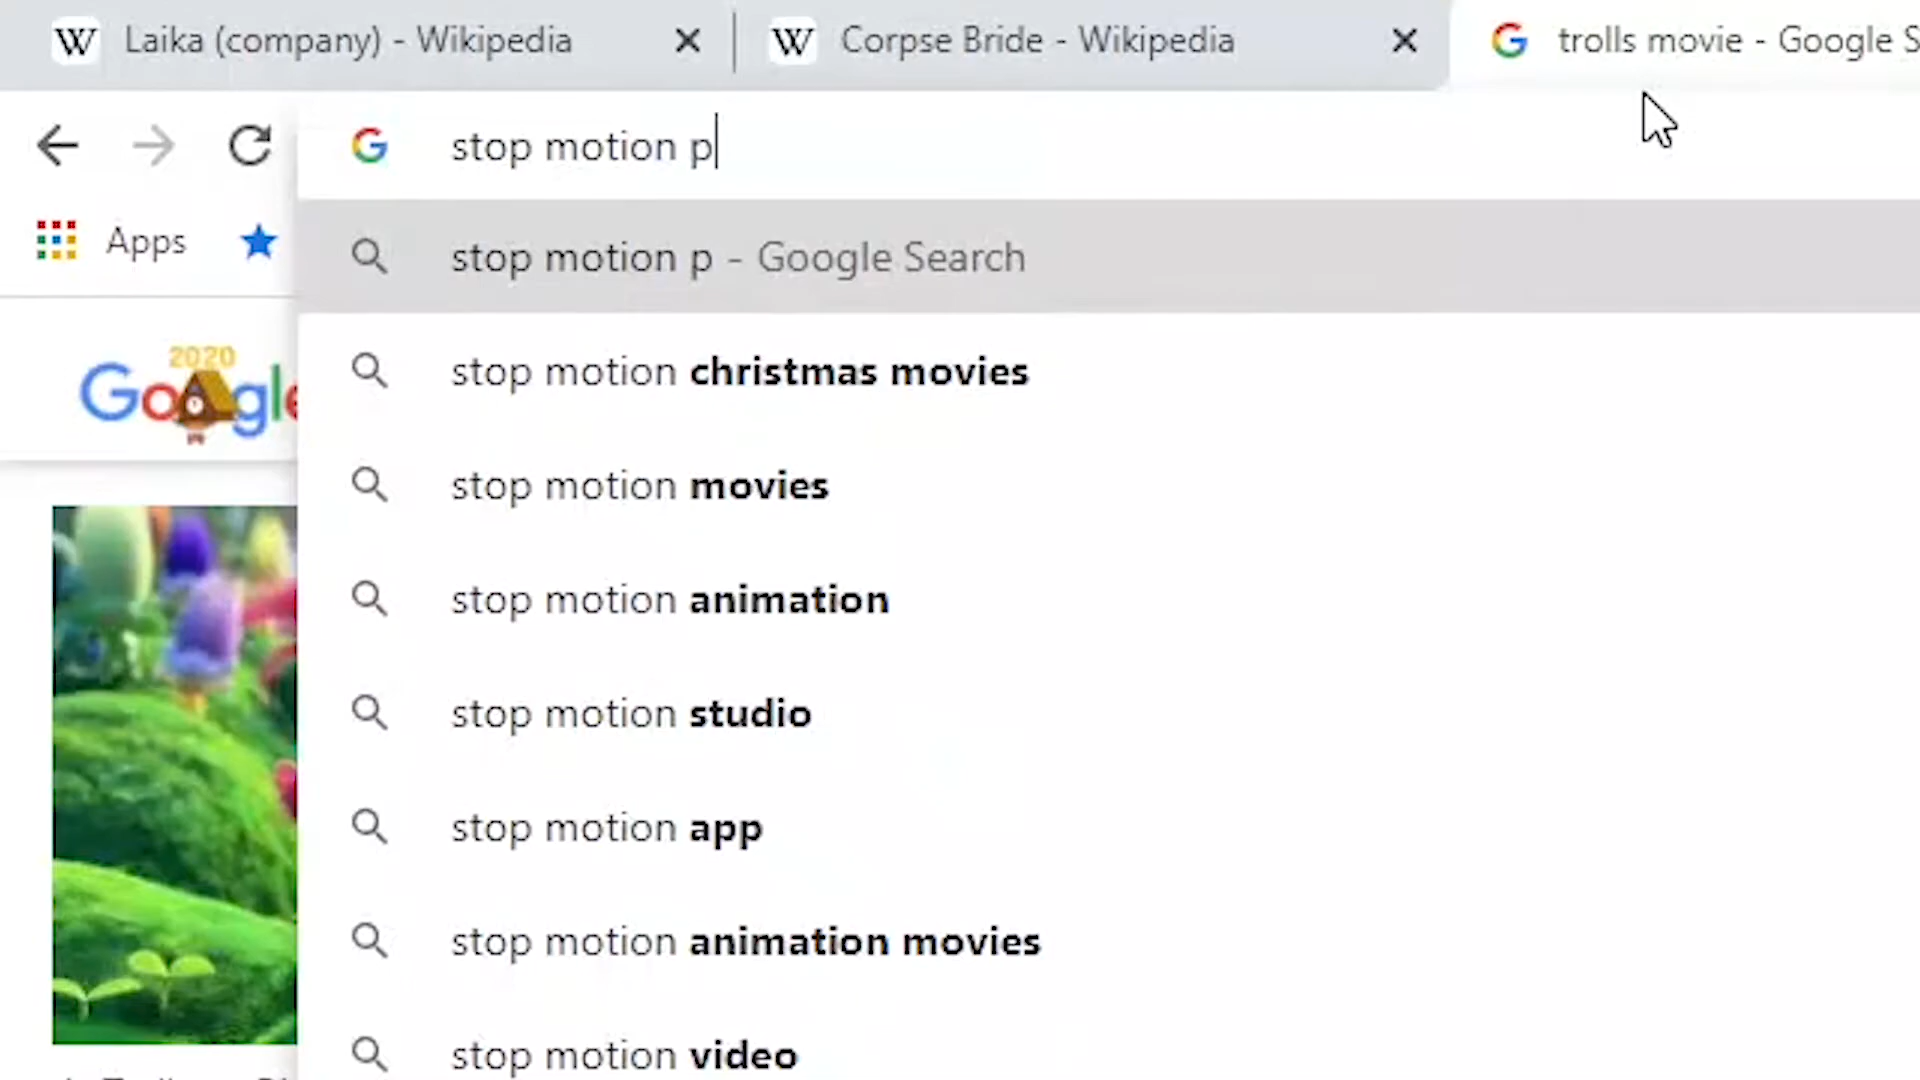 Laika (company) - Wikipedia
Corpse Bride - Wikipedia
trolls movie - Google S
stop motion p
Apps
stop motion p - Google Search
2020
Google
stop motion christmas movies
stop motion movies
stop motion animation
stop motion studio
stop motion app
stop motion animation movies
stop motion video